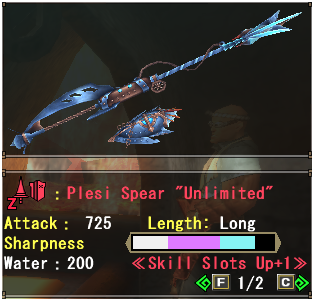 Z : Plesi Spear "Unlimited"
Attack : 725 Length: Long
Sharpness
Water : 200 ≪Skill Slots Up+1≫
F 1/2 C